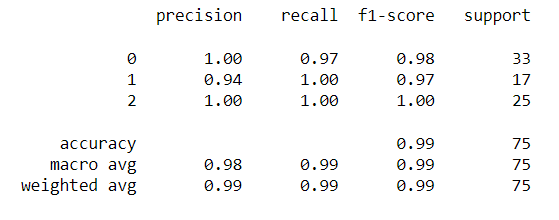 precision recall f1-score support
0 1.00 0.97 0.98 33
1 0.94 1.00 0.97 17
2 1.00 1.00 1.00 25
accuracy 0.99 75
macro avg 0.98 0.99 0.99 75
weighted avg 0.99 0.99 0.99 75